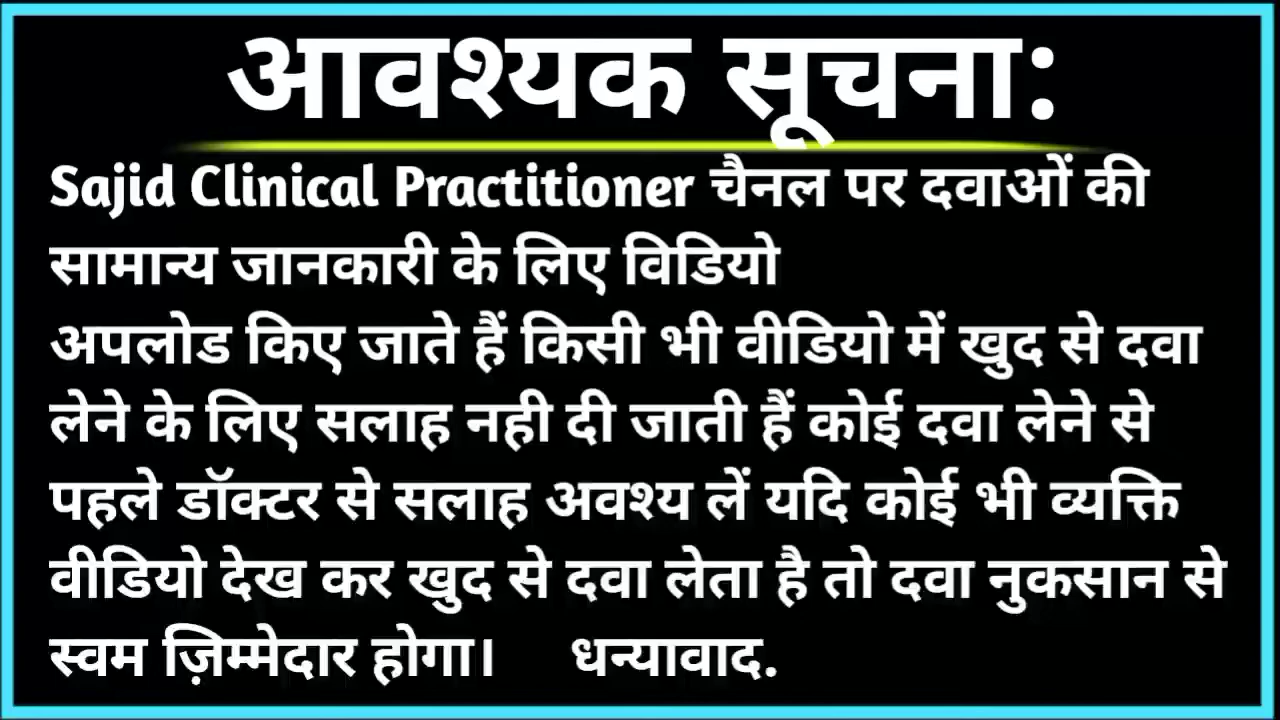 आवश्यक सूचना:
Sajid Clinical Practitioner चैनल पर दवाओं की
सामान्य जानकारी के लिए विडियो
अपलोड किए जाते हैं किसी भी वीडियो में खुद से दवा
लेने के लिए सलाह नही दी जाती हैं कोई दवा लेने से
पहले डॉक्टर से सलाह अवश्य लें यदि कोई भी व्यक्ति
वीडियो देख कर खुद से दवा लेता है तो दवा नुकसान से
स्वम ज़िम्मेदार होगा। धन्यावाद.